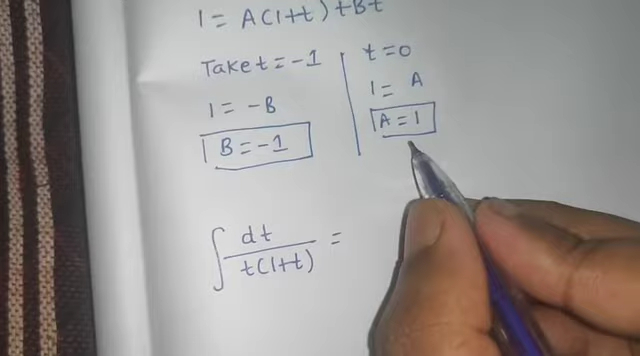 1 = A(1+t) + Bt
Take t = -1
1 = -B
B = -1
t = 0
1 = A
A = 1
∫ dt / t(1+t) =